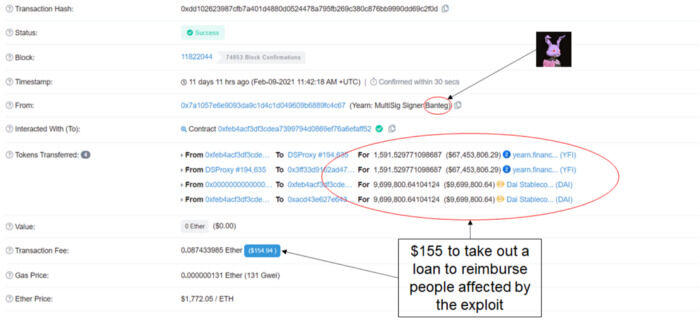 Transaction Hash: 0xdd102623987cfb7a401d4880d0524478a795fb269c380c876bb9990dd69c2f0d
Status: Success
Block: 11822044 74853 Block Confirmations
Timestamp: 11 days 11 hrs ago (Feb-09-2021 11:42:18 AM +UTC) | Confirmed within 30 secs
From: 0x7a1057e6e9093da9c1d4c1d049609b6889fc4c67 (Yearn: MultiSig Signer Banteg)
Interacted With (To): Contract 0xfeb4acf3df3cdea7399794d0869ef76a6efaff52
Tokens Transferred: 4
From 0xfeb4acf3df3cde... To DSProxy #194,635 For 1,591.529771098687 ($67,453,806.29) yearn.financ... (YFI)
From DSProxy #194,635 To 0x3ff33d9162ad47... For 1,591.529771098687 ($67,453,806.29) yearn.financ... (YFI)
From 0x0000000000000... To 0xfeb4acf3df3cde... For 9,699,800.64104124 ($9,699,800.64) Dai Stableco... (DAI)
From 0xfeb4acf3df3cde... To 0xacd43e627e643... For 9,699,800.64104124 ($9,699,800.64) Dai Stableco... (DAI)
Value: 0 Ether ($0.00)
Transaction Fee: 0.087433985 Ether ($154.94)
Gas Price: 0.000000131 Ether (131 Gwei)
Ether Price: $1,772.05 / ETH
$155 to take out a
loan to reimburse
people affected by
the exploit